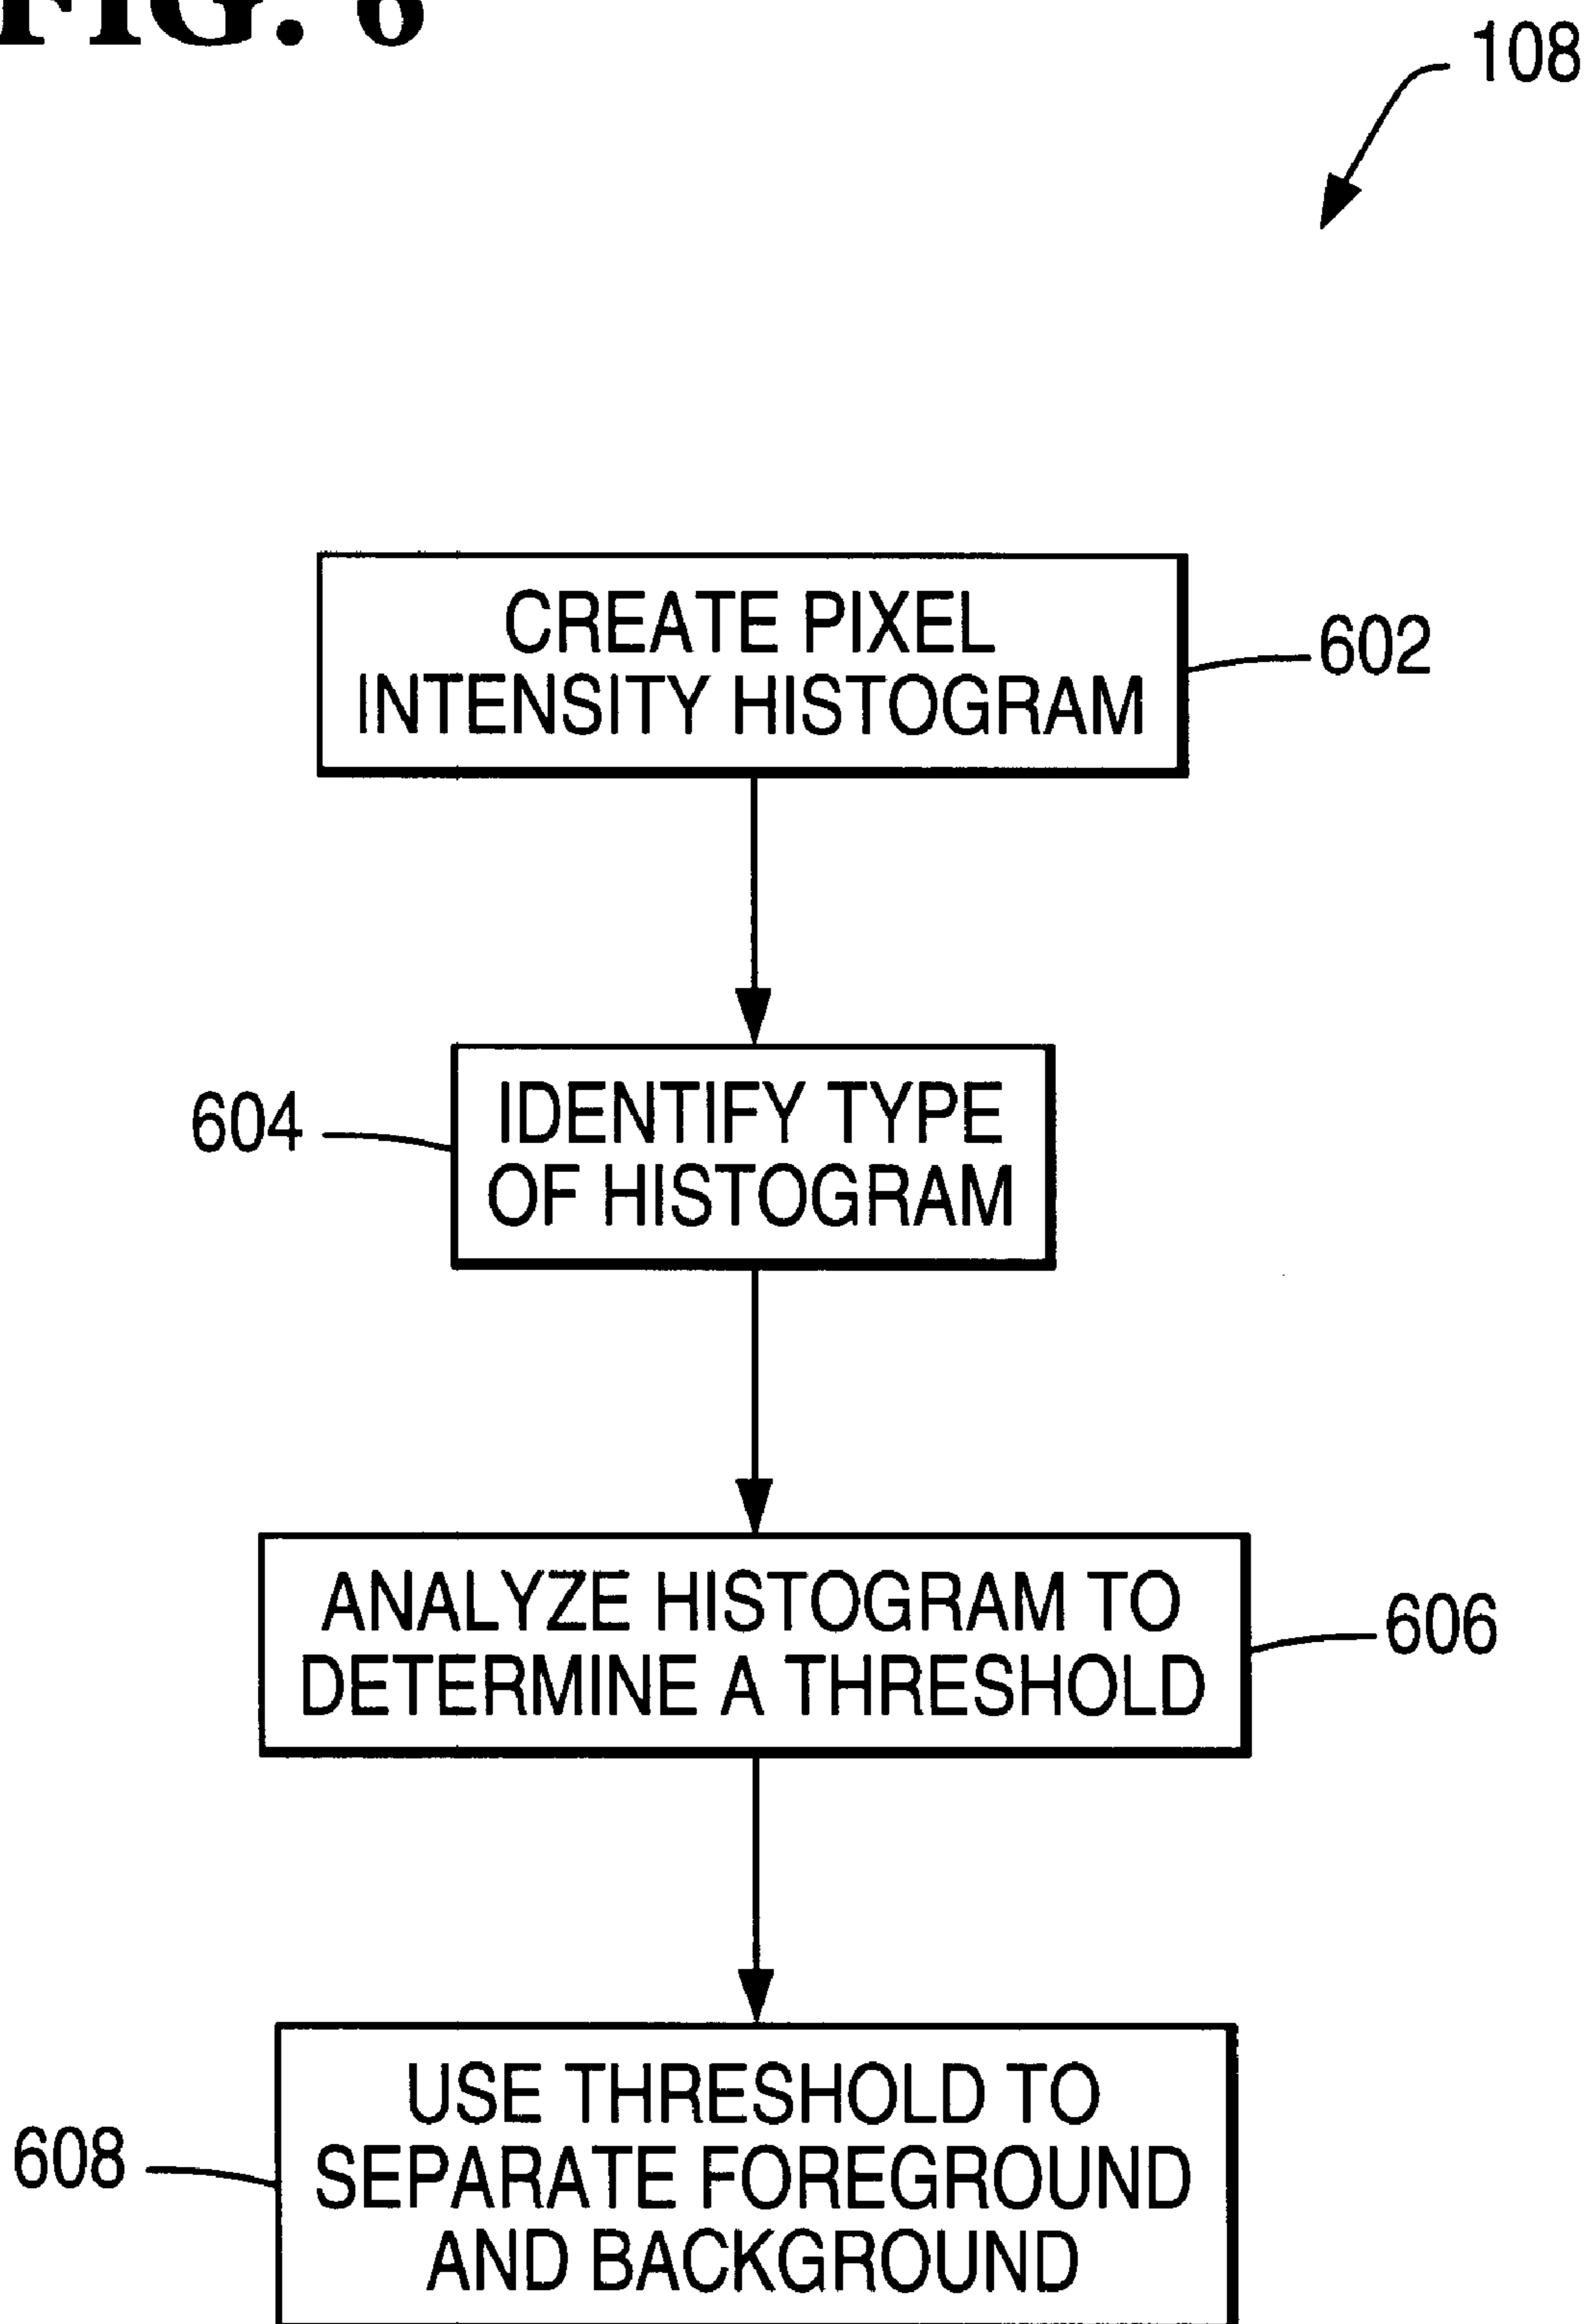 FIG. 6
108
CREATE PIXEL
INTENSITY HISTOGRAM
602
604
IDENTIFY TYPE
OF HISTOGRAM
ANALYZE HISTOGRAM TO
DETERMINE A THRESHOLD
606
608
USE THRESHOLD TO
SEPARATE FOREGROUND
AND BACKGROUND